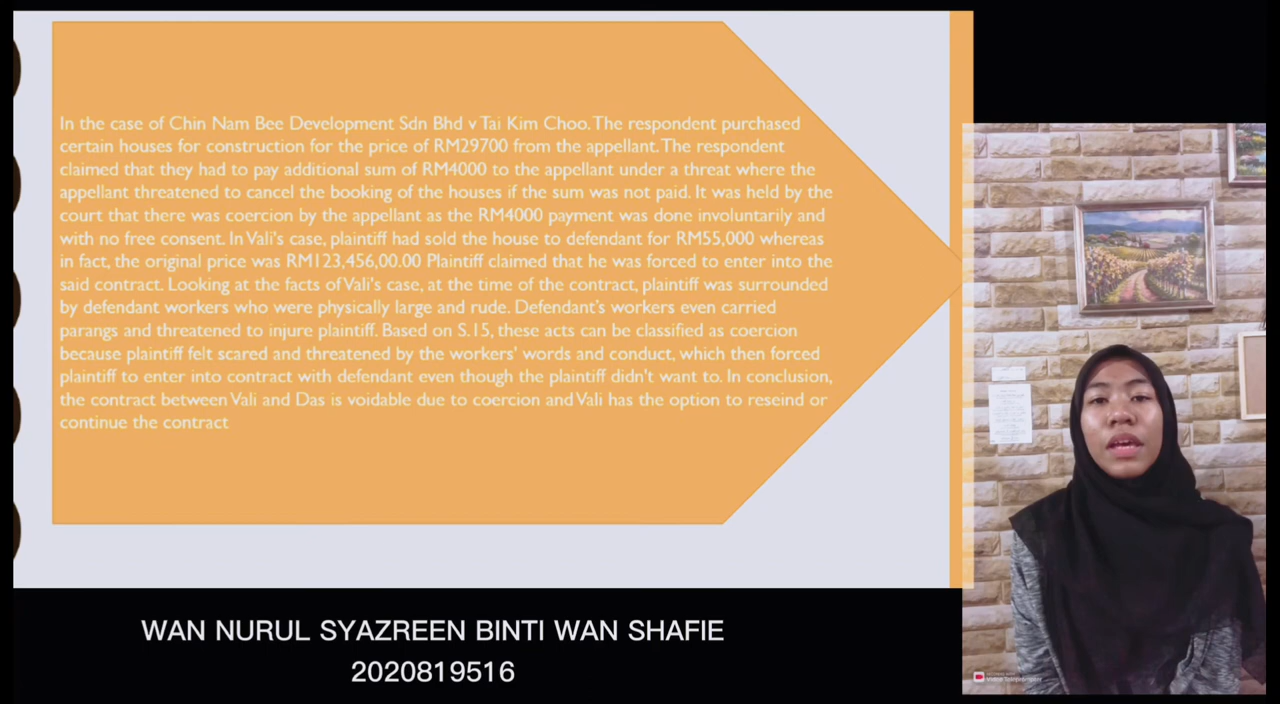 In the case of Chin Nam Bee Development Sdn Bhd v Tai Kim Choo. The respondent purchased
certain houses for construction for the price of RM29700 from the appellant. The respondent
claimed that they had to pay additional sum of RM4000 to the appellant under a threat where the
appellant threatened to cancel the booking of the houses if the sum was not paid. It was held by the
court that there was coercion by the appellant as the RM4000 payment was done involuntarily and
with no free consent. In Vali's case, plaintiff had sold the house to defendant for RM55,000 whereas
in fact, the original price was RM123,456,00.00 Plaintiff claimed that he was forced to enter into the
said contract. Looking at the facts of Vali's case, at the time of the contract, plaintiff was surrounded
by defendant workers who were physically large and rude. Defendant's workers even carried
parangs and threatened to injure plaintiff. Based on S.15, these acts can be classified as coercion
because plaintiff felt scared and threatened by the workers' words and conduct, which then forced
plaintiff to enter into contract with defendant even though the plaintiff didn't want to. In conclusion,
the contract between Vali and Das is voidable due to coercion and Vali has the option to reseind or
continue the contract
WAN NURUL SYAZREEN BINTI WAN SHAFIE
2020819516